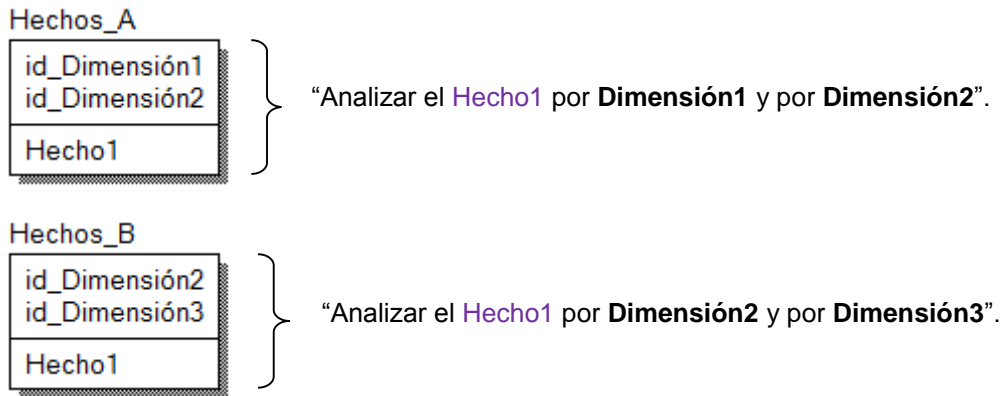 Hechos_A
id_Dimensión1
id_Dimensión2
Hecho1
“Analizar el Hecho1 por Dimensión1 y por Dimensión2”.
Hechos_B
id_Dimensión2
id_Dimensión3
Hecho1
“Analizar el Hecho1 por Dimensión2 y por Dimensión3”.